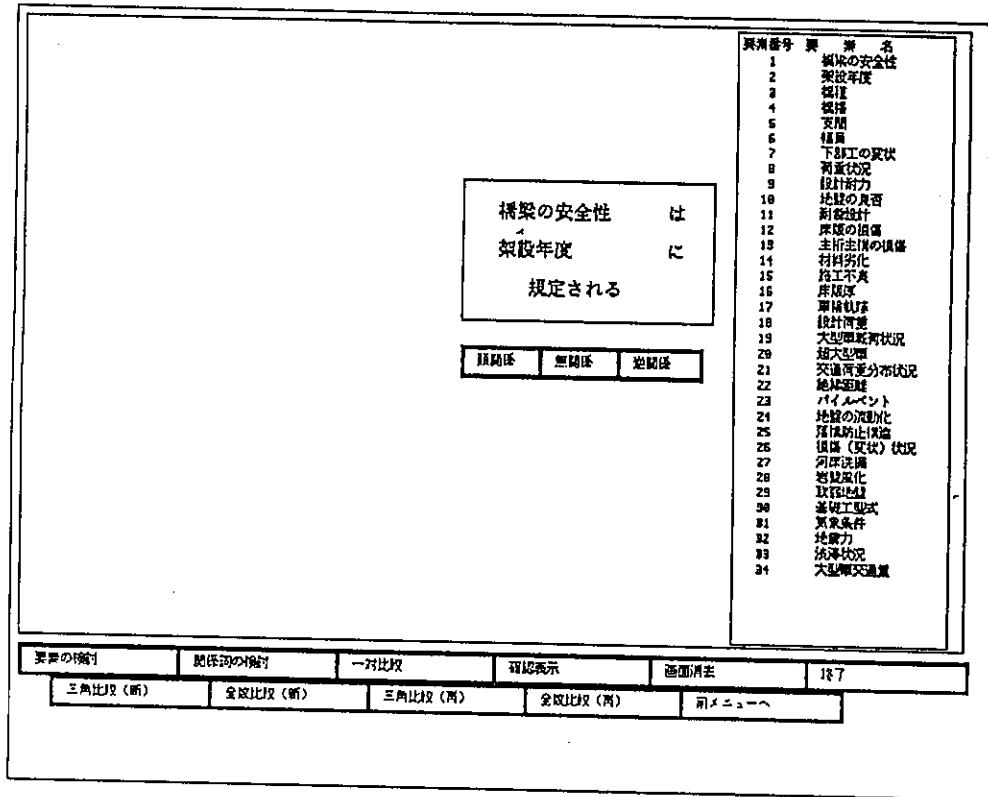 橋梁の安全性 は
架設年度 に
規定される
順関係 無関係 逆関係
要素番号 要素名
1 橋梁の安全性
2 架設年度
3 橋種
4 橋格
5 支間
6 幅員
7 下部工の変状
8 荷重状況
9 設計耐力
10 地盤の良否
11 耐震設計
12 床版の損傷
13 主桁主構の損傷
14 材料劣化
15 施工不良
16 床版厚
17 車輪軌跡
18 設計荷重
19 大型車載荷状況
20 超大型車
21 交通荷重分布状況
22 絶縁距離
23 パイルベント
24 地盤の流動化
25 落橋防止構造
26 損傷（変状）状況
27 河床洗掘
28 岩盤風化
29 軟弱地盤
30 基礎工型式
31 気象条件
32 地震力
33 渋滞状況
34 大型車交通量
要素の検討 関係詞の検討 一対比較 確認表示 画面消去 終了
三角比較（新） 全数比較（新） 三角比較（再） 全数比較（再） 前メニューへ